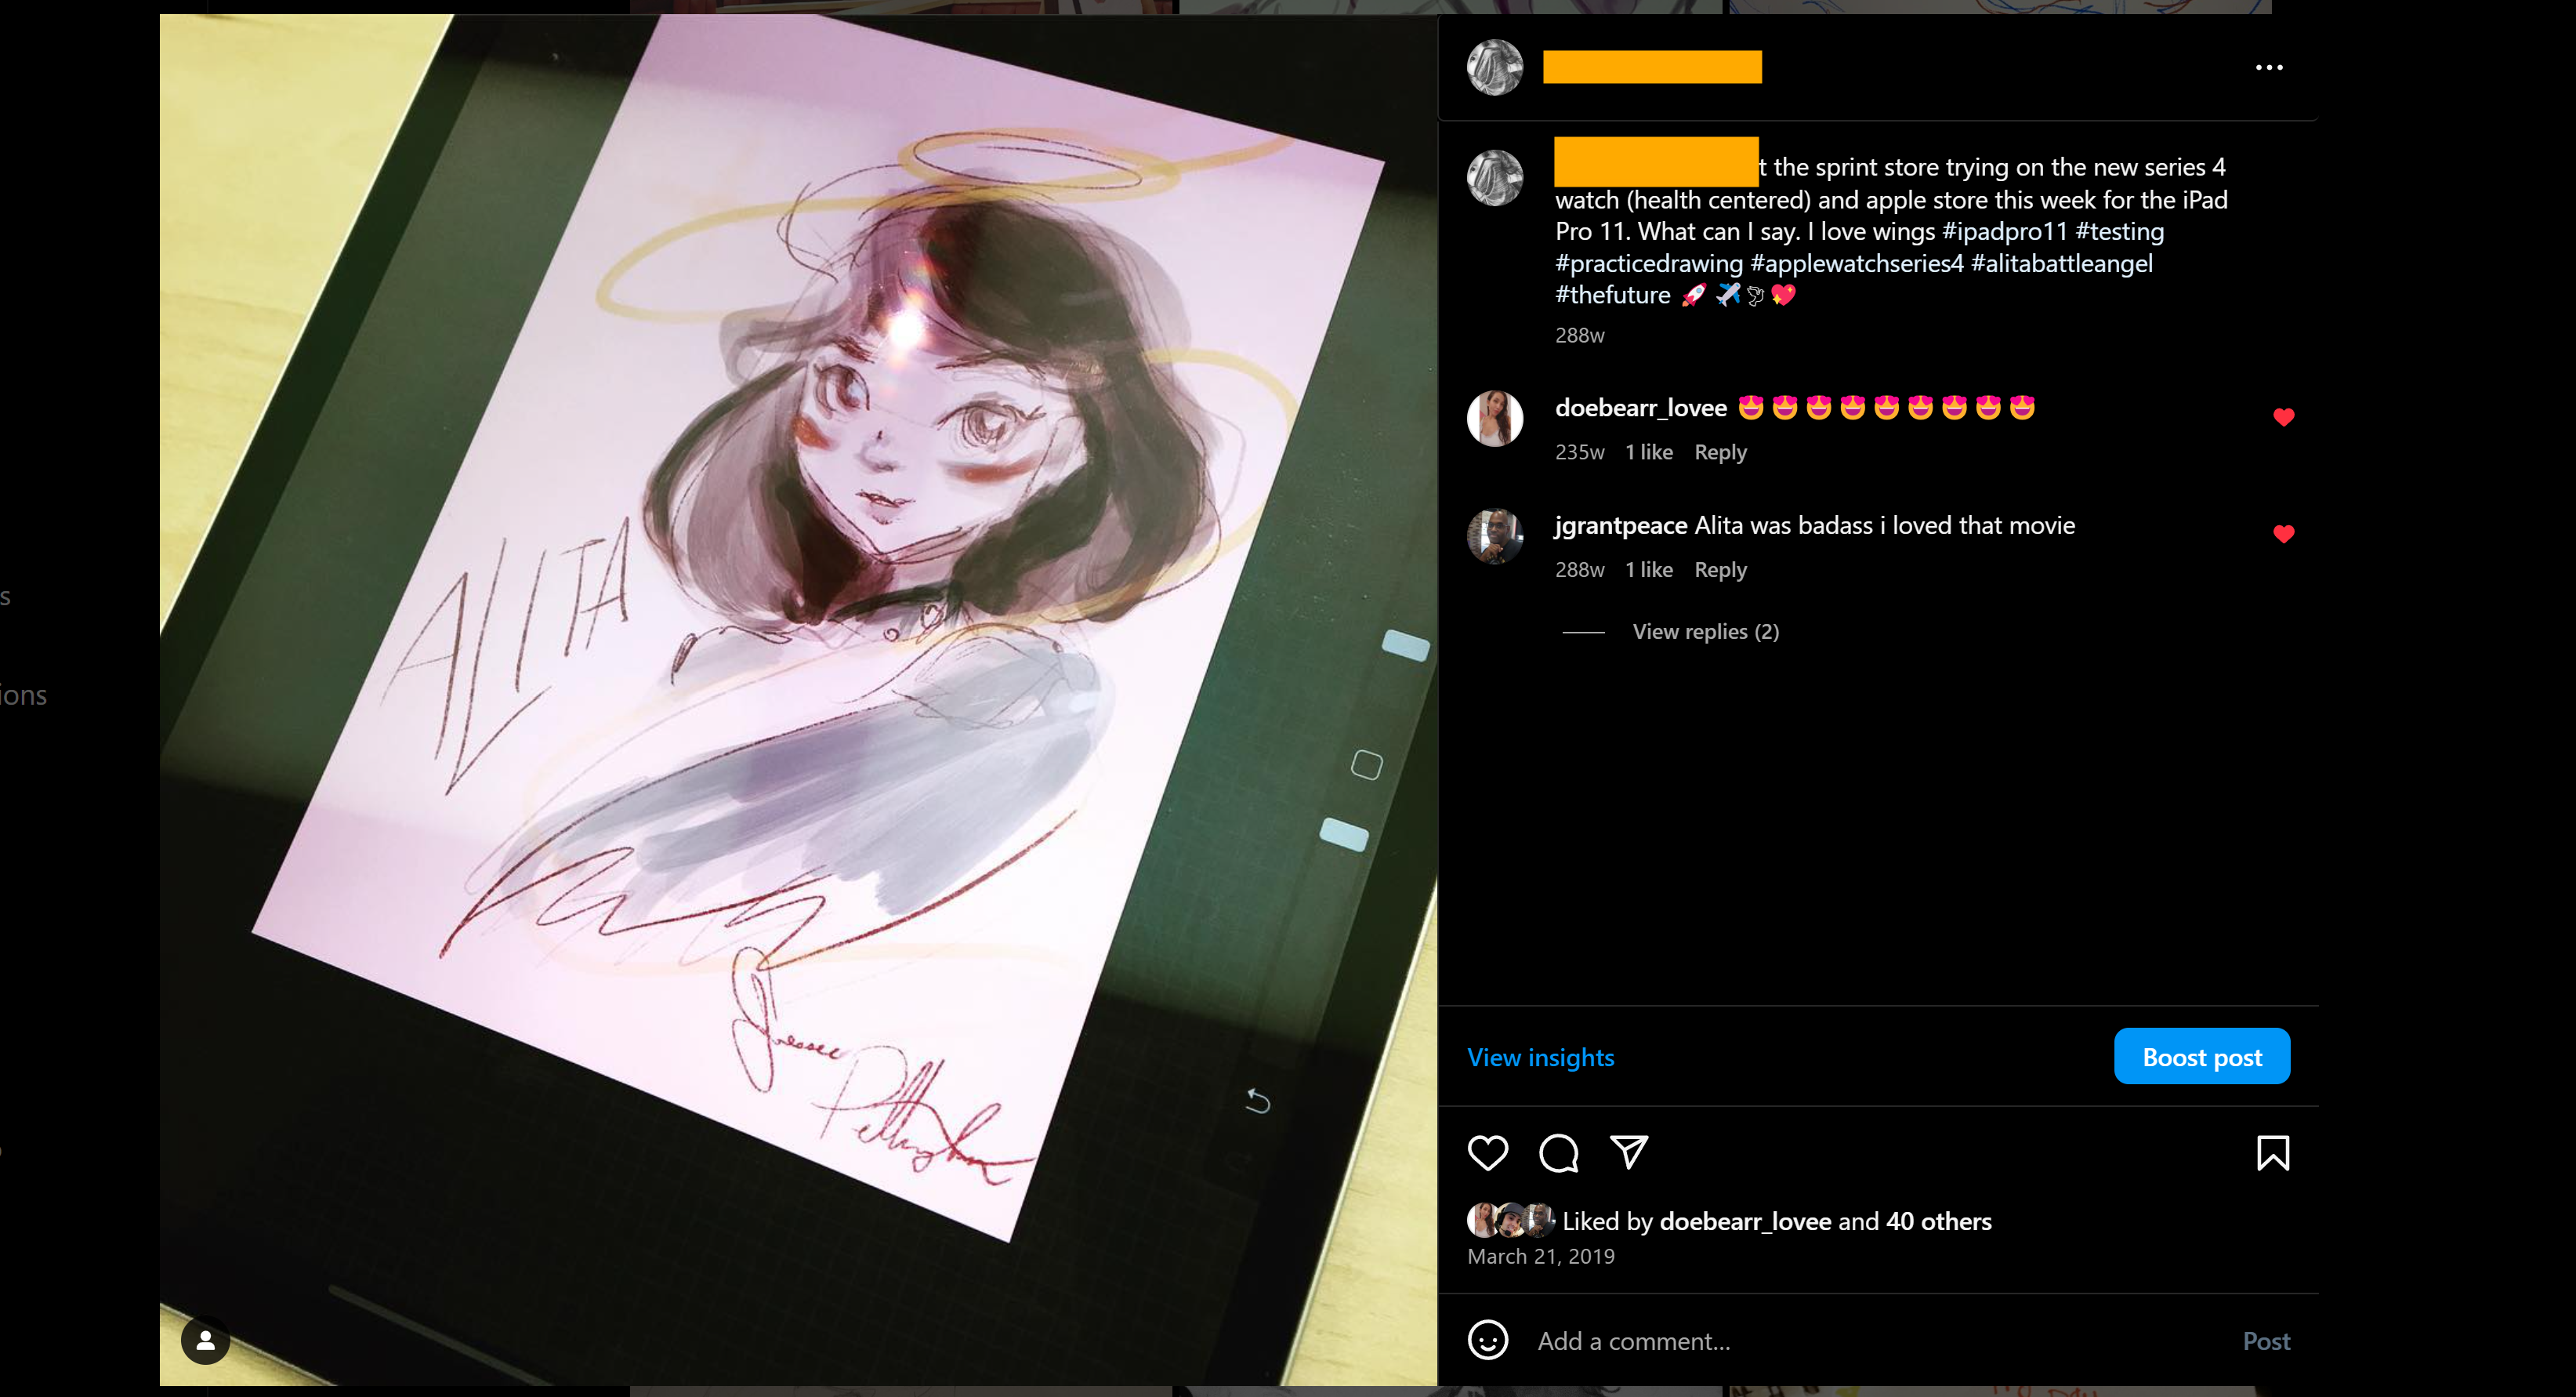 ALITA
t the sprint store trying on the new series 4
watch (health centered) and apple store this week for the iPad
Pro 11. What can I say. I love wings #ipadpro11 #testing
#practicedrawing #applewatchseries4 #alitabattleangel
#thefuture 🚀 ✈️ 🕊 💖
288w
doebearr_lovee 😍 😍 😍 😍 😍 😍 😍 😍 😍
235w 1 like Reply
jgrantpeace Alita was badass i loved that movie
288w 1 like Reply
View replies (2)
View insights
Boost post
Liked by doebearr_lovee and 40 others
March 21, 2019
Add a comment...
Post
s
ions